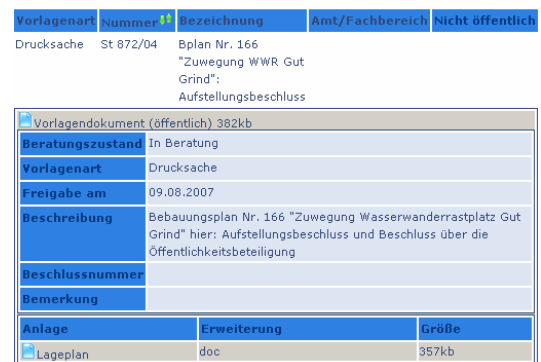 Vorlagenart Nummer Bezeichnung Amt/Fachbereich Nicht öffentlich
Drucksache St 872/04 Bplan Nr. 166
"Zuwegung WWR Gut
Grind":
Aufstellungsbeschluss
Vorlagendokument (öffentlich) 382kb
Beratungszustand In Beratung
Vorlagenart Drucksache
Freigabe am 09.08.2007
Beschreibung Bebauungsplan Nr. 166 "Zuwegung Wasserwanderrastplatz Gut
Grind" hier: Aufstellungsbeschluss und Beschluss über die
Öffentlichkeitsbeteiligung
Beschlussnummer
Bemerkung
Anlage Erweiterung Größe
Lageplan doc 357kb